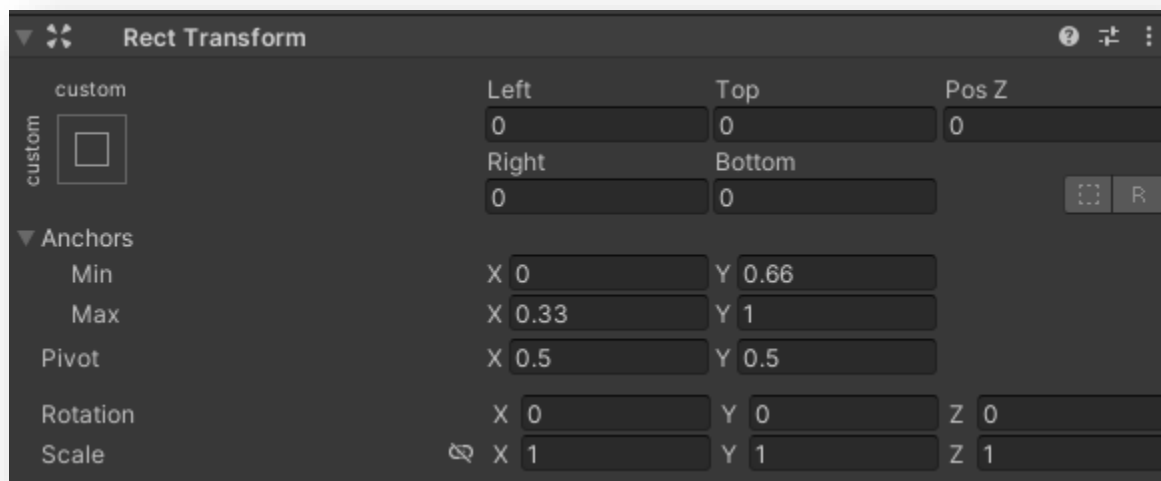 Rect Transform
custom
custom
Left Top Pos Z
0 0 0
Right Bottom
0 0
R
Anchors
Min X 0 Y 0.66
Max X 0.33 Y 1
Pivot X 0.5 Y 0.5
Rotation X 0 Y 0 Z 0
Scale X 1 Y 1 Z 1